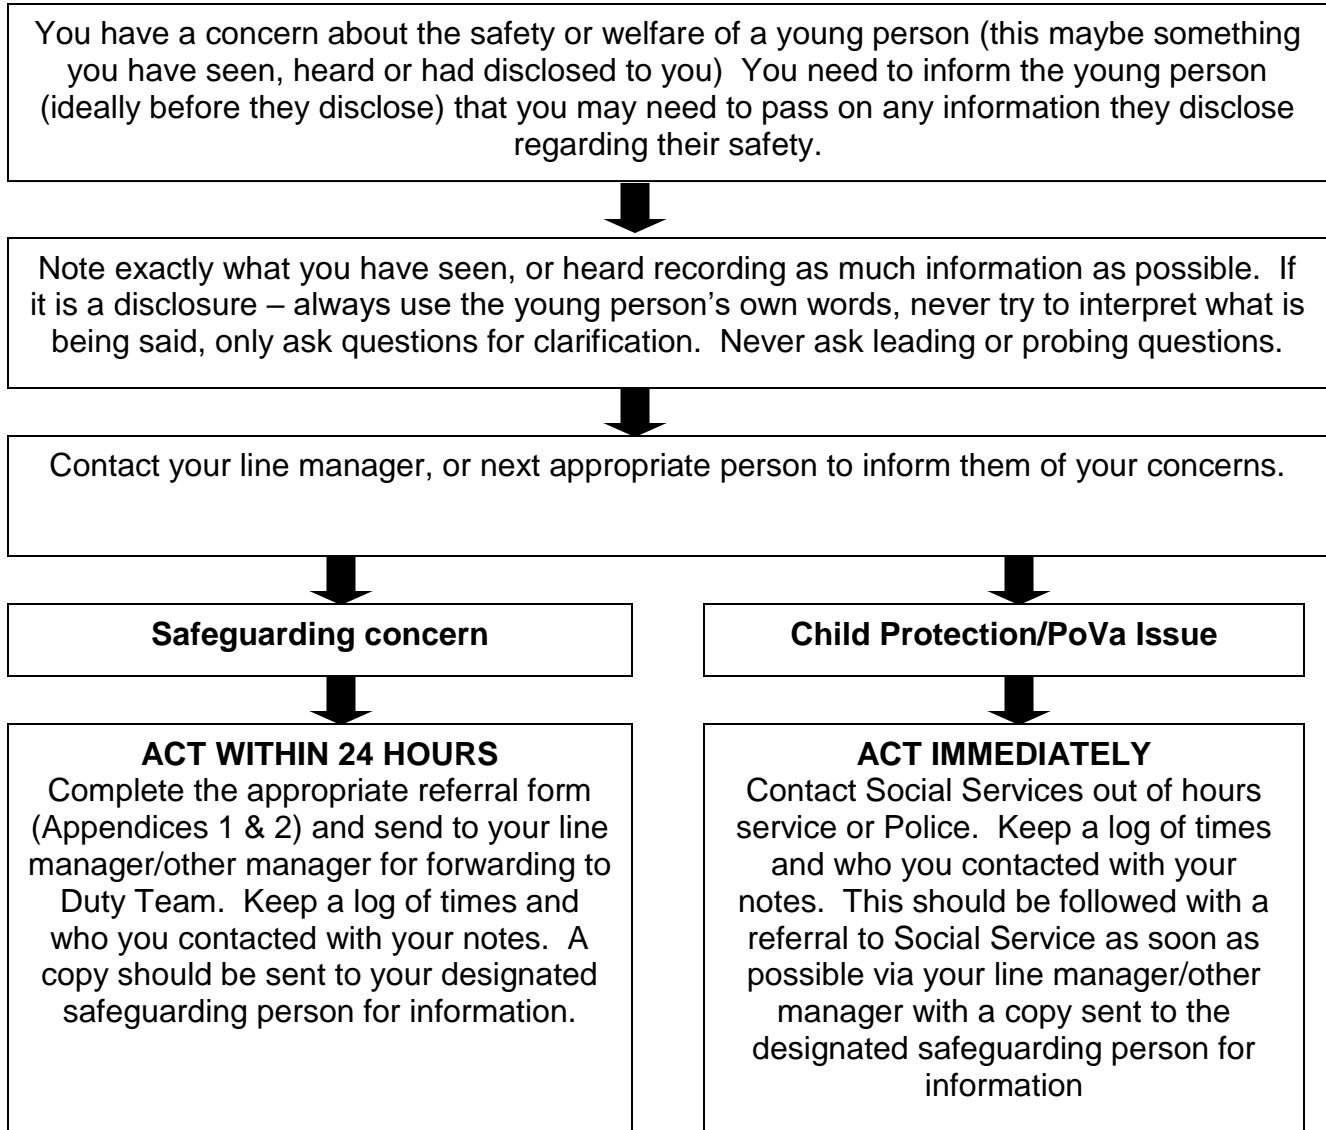 You have a concern about the safety or welfare of a young person (this maybe something
you have seen, heard or had disclosed to you)  You need to inform the young person
(ideally before they disclose) that you may need to pass on any information they disclose
regarding their safety.
Note exactly what you have seen, or heard recording as much information as possible.  If
it is a disclosure – always use the young person’s own words, never try to interpret what is
being said, only ask questions for clarification.  Never ask leading or probing questions.
Contact your line manager, or next appropriate person to inform them of your concerns.
Safeguarding concern
Child Protection/PoVa Issue
ACT WITHIN 24 HOURS
Complete the appropriate referral form
(Appendices 1 & 2) and send to your line
manager/other manager for forwarding to
Duty Team.  Keep a log of times and
who you contacted with your notes.  A
copy should be sent to your designated
safeguarding person for information.
ACT IMMEDIATELY
Contact Social Services out of hours
service or Police.  Keep a log of times
and who you contacted with your
notes.  This should be followed with a
referral to Social Service as soon as
possible via your line manager/other
manager with a copy sent to the
designated safeguarding person for
information